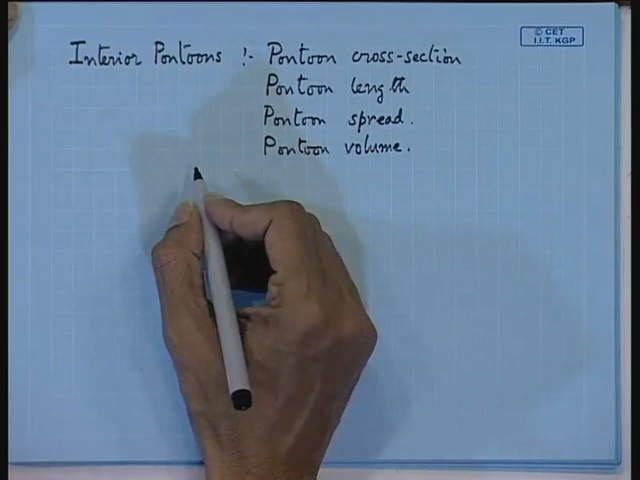 Interior Pontoons :- Pontoon cross-section
Pontoon length
Pontoon spread.
Pontoon volume.
© CET
I.I.T. KGP